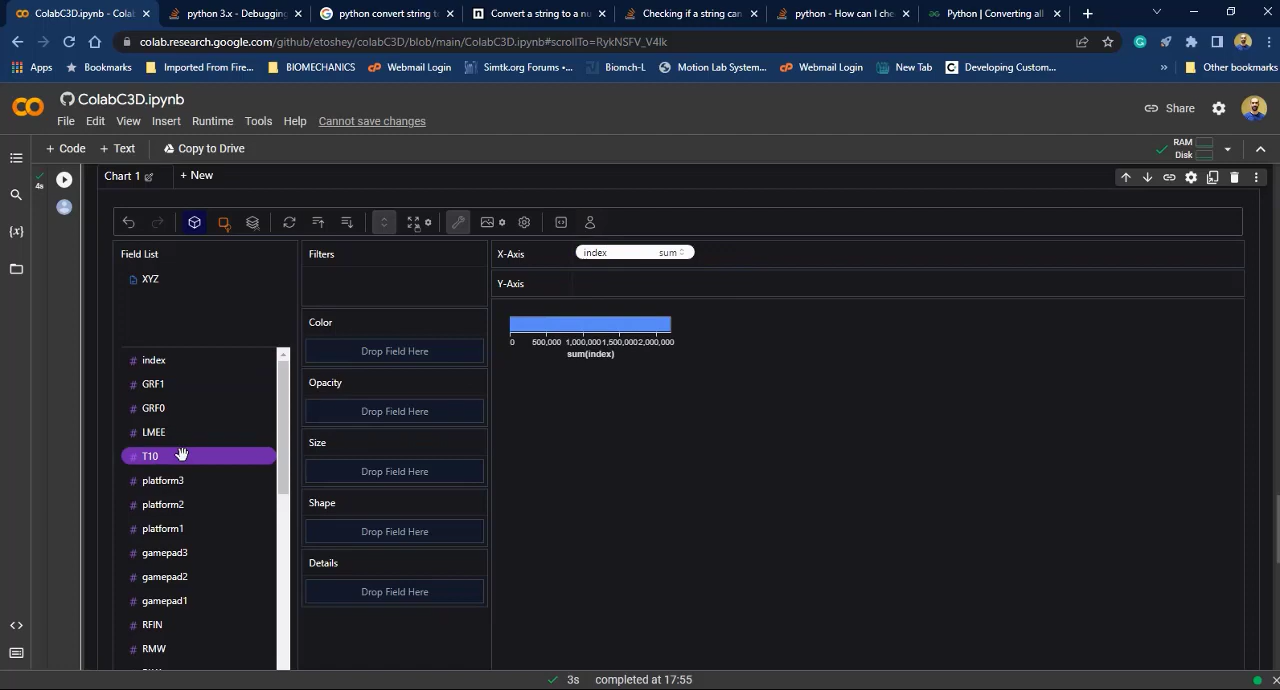 ColabC3D.ipynb - Colab
python 3.x - Debugging
python convert string to
Convert a string to a nu
Checking if a string can
python - How can I che
Python | Converting all
colab.research.google.com/github/etoshey/colabC3D/blob/main/ColabC3D.ipynb#scrollTo=RykNSFV_V4lk
Apps
Bookmarks
Imported From Fire...
BIOMECHANICS
Webmail Login
Simtk.org Forums •...
Biomch-L
Motion Lab System...
Webmail Login
New Tab
Developing Custom...
»
Other bookmarks
ColabC3D.ipynb
Share
File Edit View Insert Runtime Tools Help Cannot save changes
+ Code + Text Copy to Drive
RAM
Disk
4s
Chart 1
+ New
Field List
XYZ
index
GRF1
GRF0
LMEE
T10
platform3
platform2
platform1
gamepad3
gamepad2
gamepad1
RFIN
RMW
Filters
Color
Drop Field Here
Opacity
Drop Field Here
Size
Drop Field Here
Shape
Drop Field Here
Details
Drop Field Here
X-Axis index sum
Y-Axis
0 500,000 1,000,000 1,500,000 2,000,000
sum(index)
3s completed at 17:55